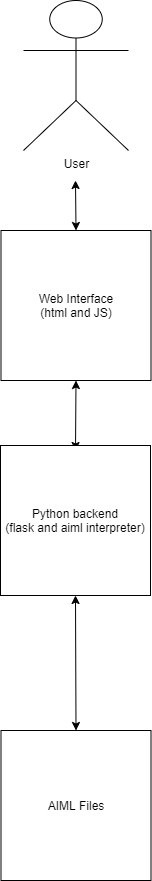 User
Web Interface
(html and JS)
Python backend
(flask and aiml interpreter)
AIML Files